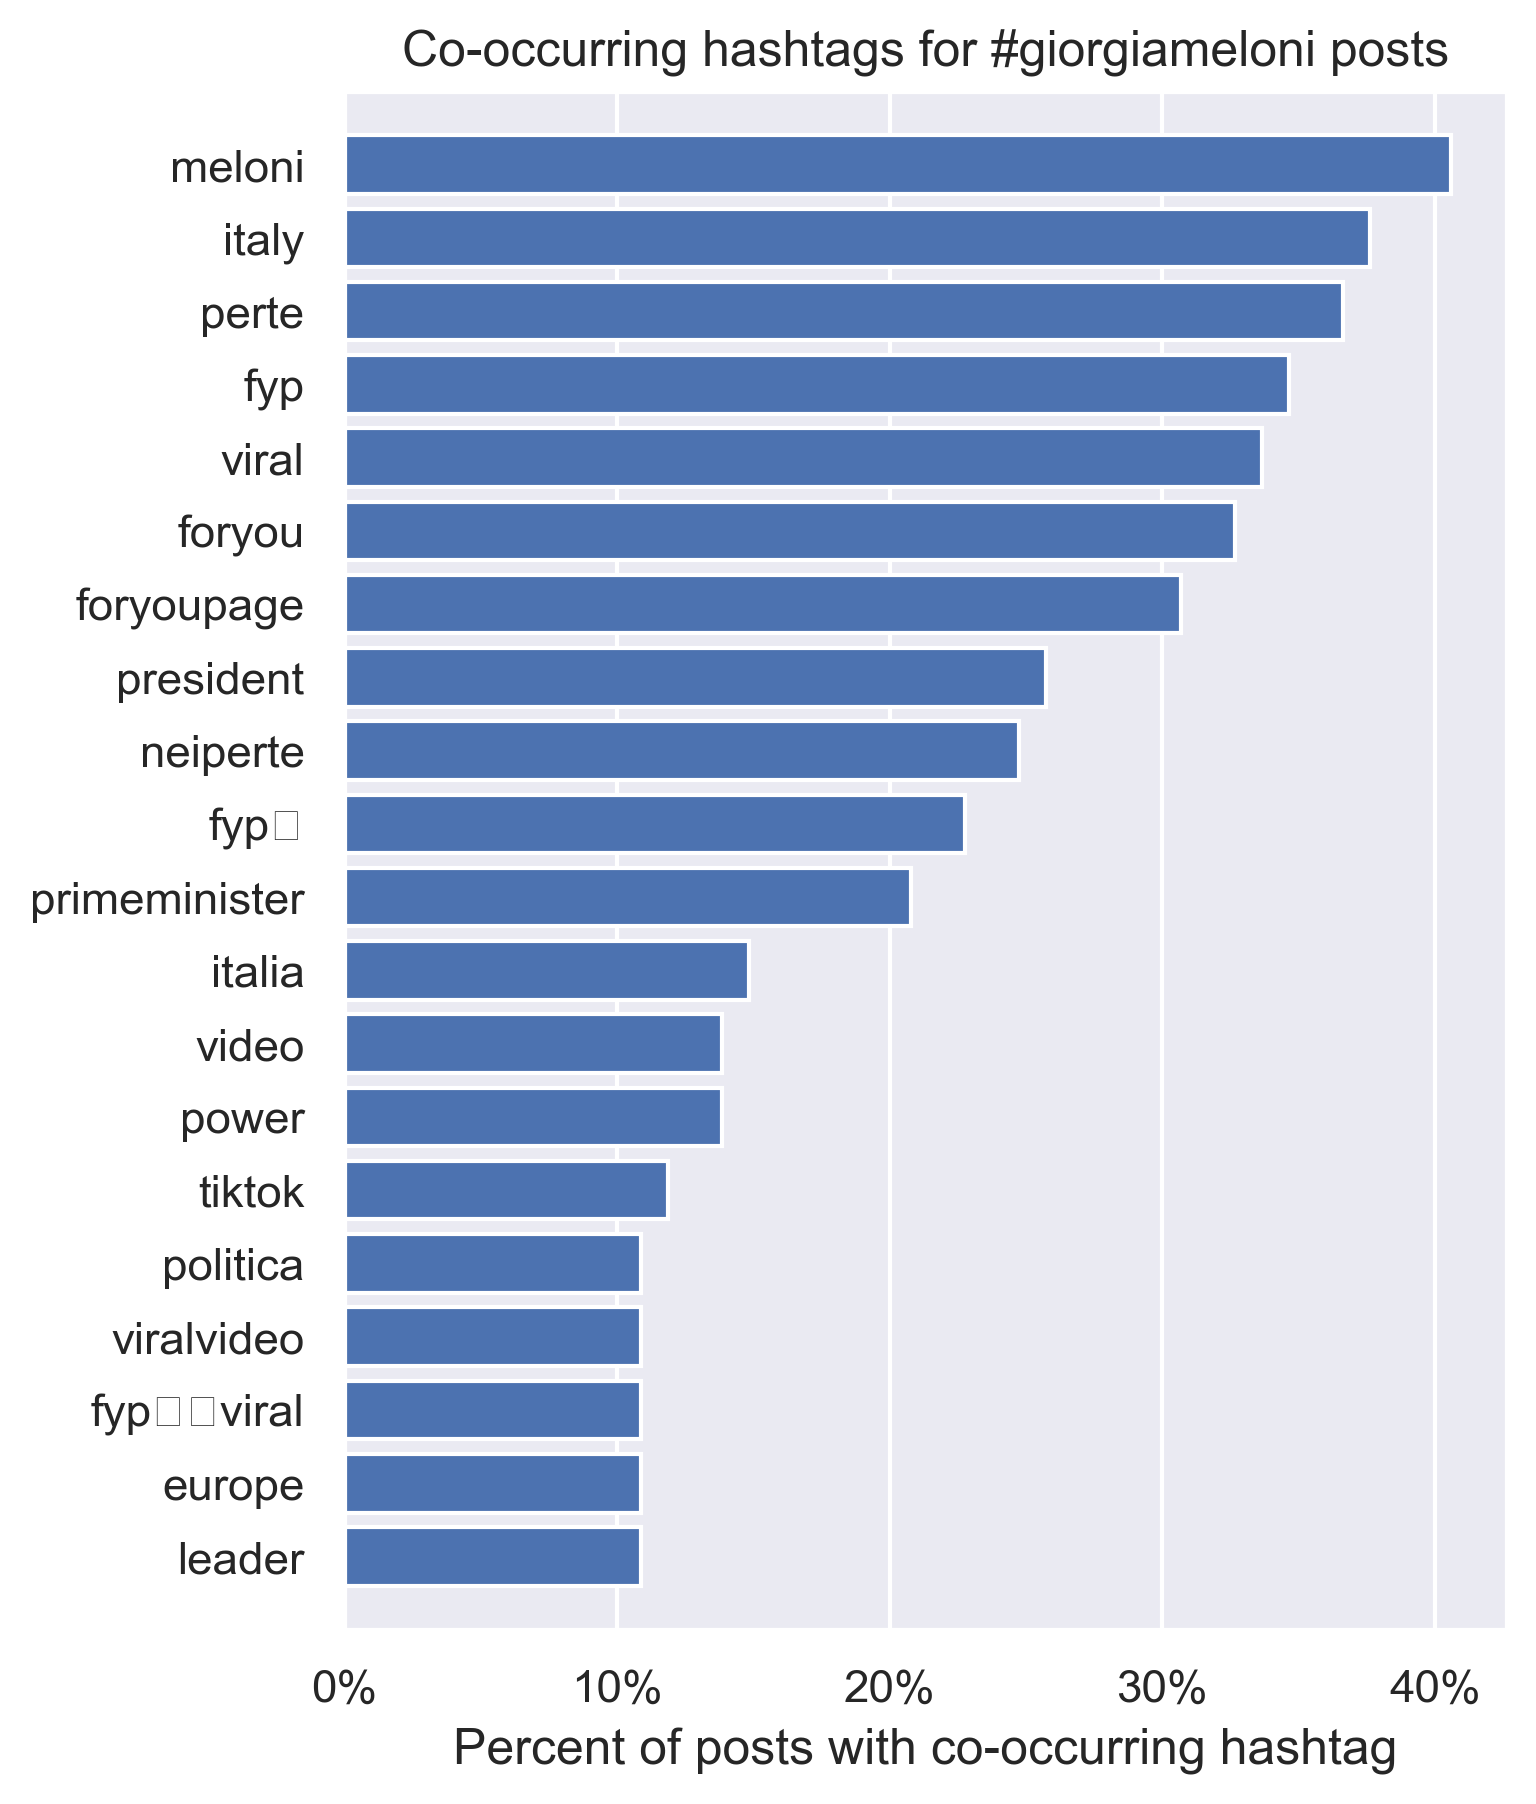 Co-occurring hashtags for #giorgiameloni posts
meloni
italy
perte
fyp
viral
foryou
foryoupage
president
neiperte
fyp□
primeminister
italia
video
power
tiktok
politica
viralvideo
fyp□□viral
europe
leader
0% 10% 20% 30% 40%
Percent of posts with co-occurring hashtag